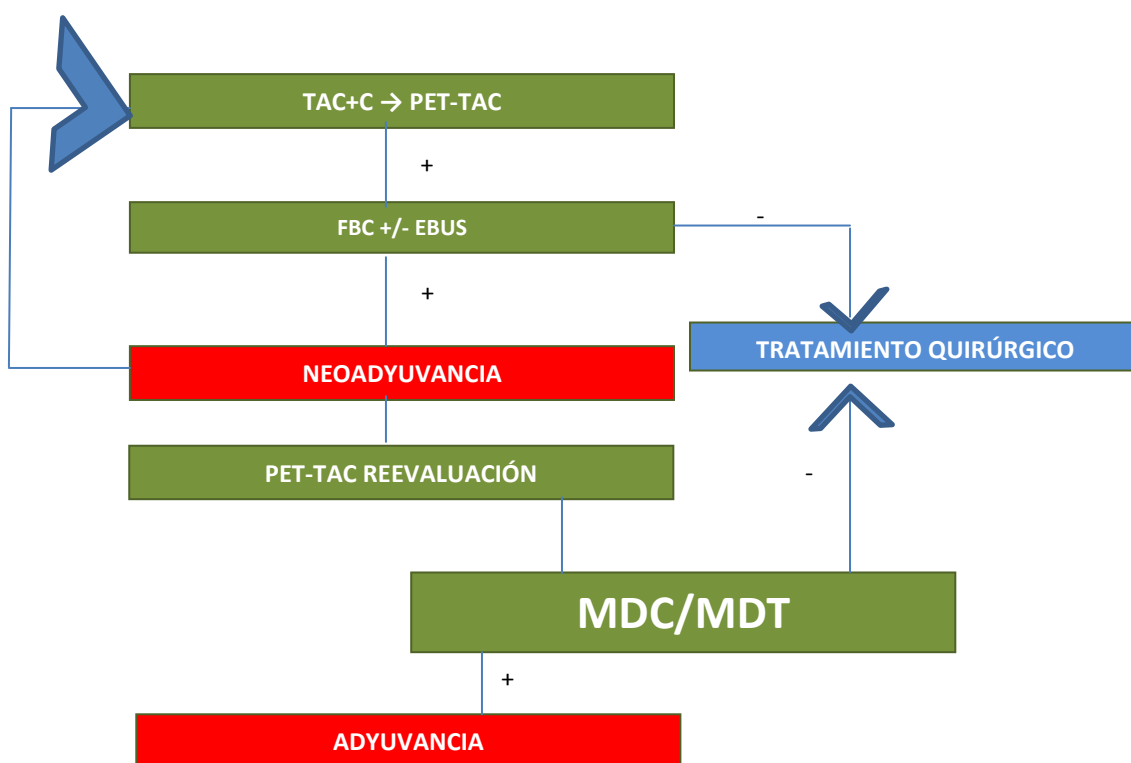 TAC+C → PET-TAC
+
FBC +/- EBUS
-
+
TRATAMIENTO QUIRÚRGICO
NEOADYUVANCIA
PET-TAC REEVALUACIÓN
-
MDC/MDT
+
ADYUVANCIA